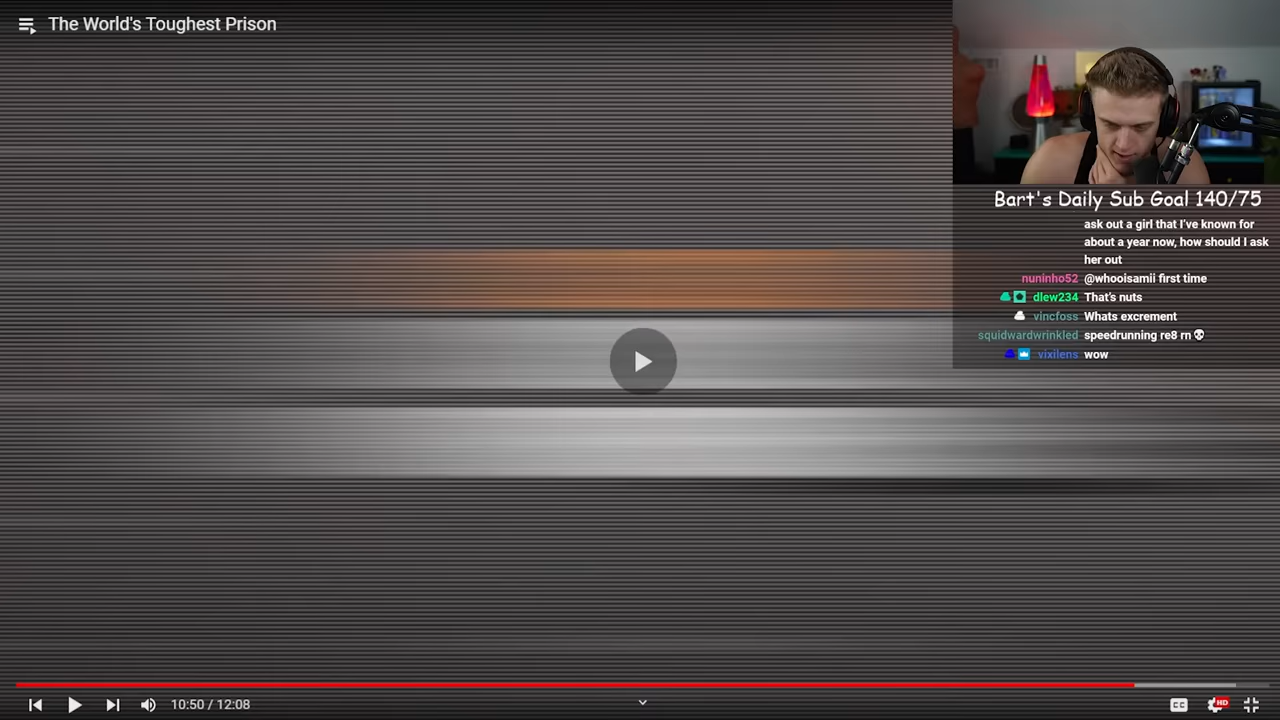 The World's Toughest Prison
Bart's Daily Sub Goal 140/75
ask out a girl that I've known for
about a year now, how should I ask
her out
nuninho52 @whooisamii first time
dlew234 That's nuts
vincfoss Whats excrement
squidwardwrinkled speedrunning re8 rn💀
vixilens wow
10:50 / 12:08
CC
HD